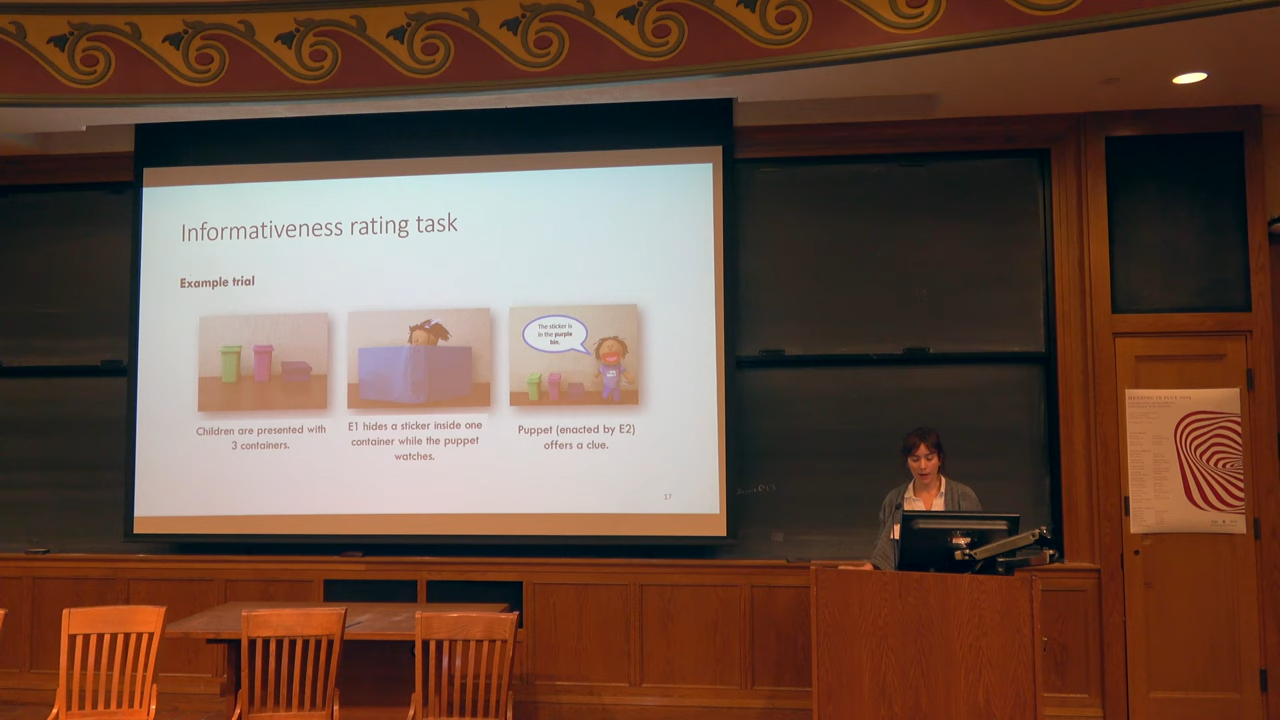 Informativeness rating task
Example trial
The sticker is
in the purple
bin.
Children are presented with
3 containers.
E1 hides a sticker inside one
container while the puppet
watches.
Puppet (enacted by E2)
offers a clue.
17